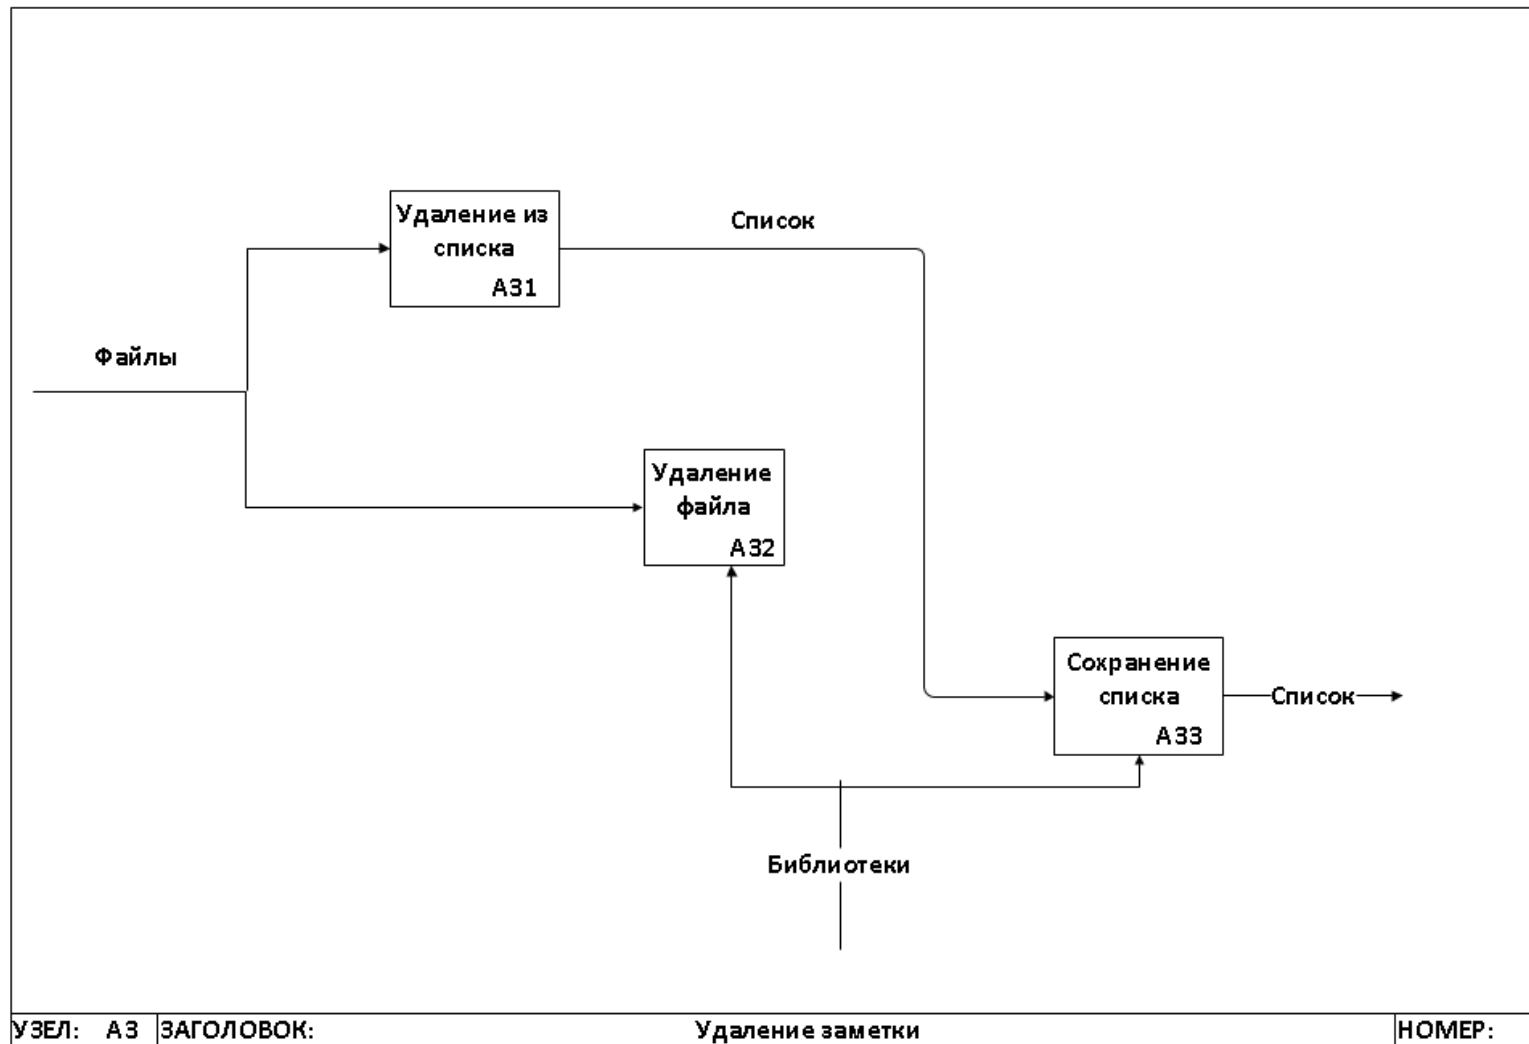 Удаление из
списка
А31
Список
Файлы
Удаление
файла
А32
Сохранение
списка
А33
Список
Библиотеки
УЗЕЛ: А3 ЗАГОЛОВОК: Удаление заметки НОМЕР: